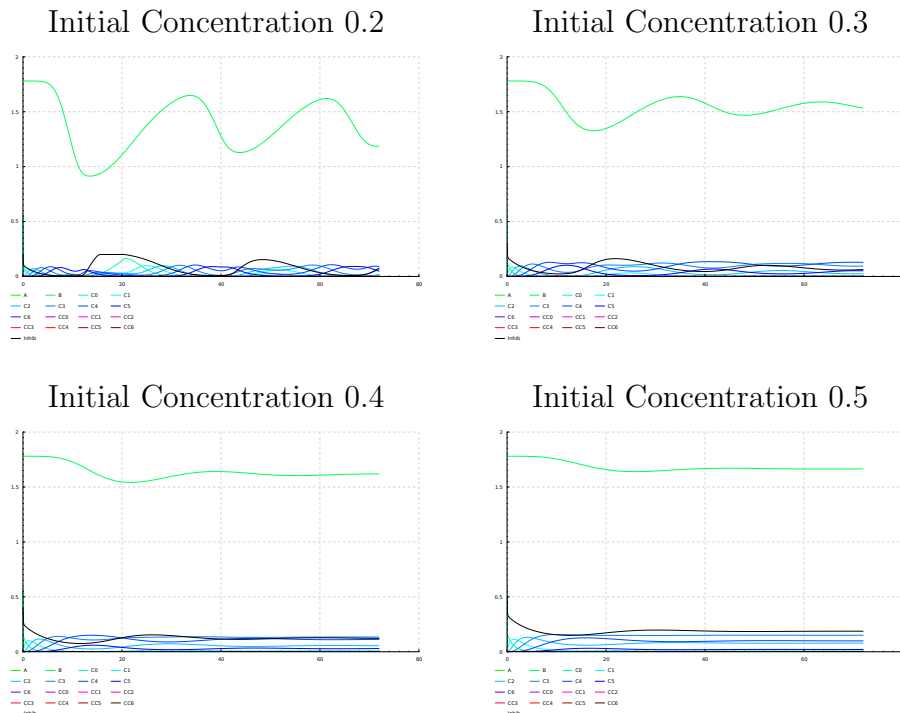 Initial Concentration 0.2
2
1.5
1
0.5
0
0 20 40 60 80
A B C0 C1
C2 C3 C4 C5
C6 CC0 CC1 CC2
CC3 CC4 CC5 CC6
Inhib
Initial Concentration 0.3
2
1.5
1
0.5
0
0 20 40 60
A B C0 C1
C2 C3 C4 C5
C6 CC0 CC1 CC2
CC3 CC4 CC5 CC6
Inhib
Initial Concentration 0.4
2
1.5
1
0.5
0
0 20 40 60 80
A B C0 C1
C2 C3 C4 C5
C6 CC0 CC1 CC2
CC3 CC4 CC5 CC6
Inhib
Initial Concentration 0.5
2
1.5
1
0.5
0
0 20 40 60
A B C0 C1
C2 C3 C4 C5
C6 CC0 CC1 CC2
CC3 CC4 CC5 CC6
Inhib